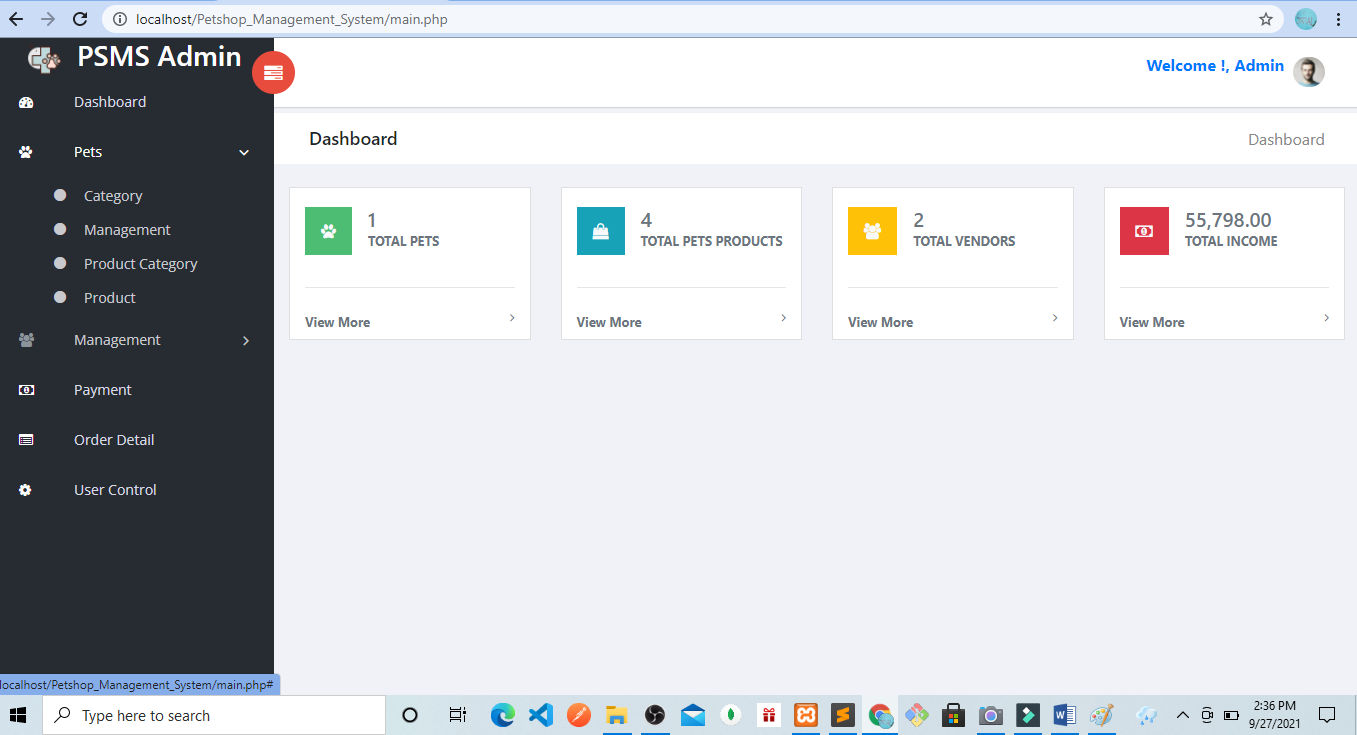 localhost/Petshop_Management_System/main.php
PSMS Admin
Welcome !, Admin
Dashboard
Pets
Category
Management
Product Category
Product
Management
Payment
Order Detail
User Control
Dashboard
Dashboard
1
TOTAL PETS
View More
4
TOTAL PETS PRODUCTS
View More
2
TOTAL VENDORS
View More
55,798.00
TOTAL INCOME
View More
localhost/Petshop_Management_System/main.php#
Type here to search
2:36 PM
9/27/2021